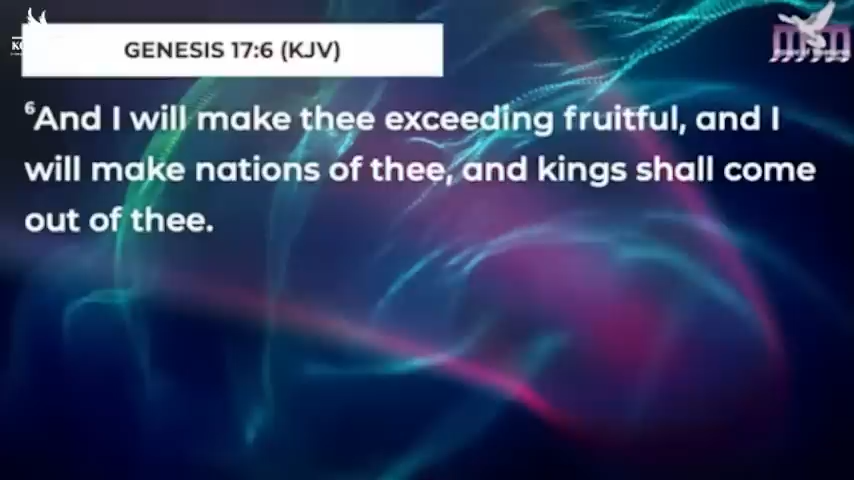 GENESIS 17:6 (KJV)
⁶And I will make thee exceeding fruitful, and I
will make nations of thee, and kings shall come
out of thee.